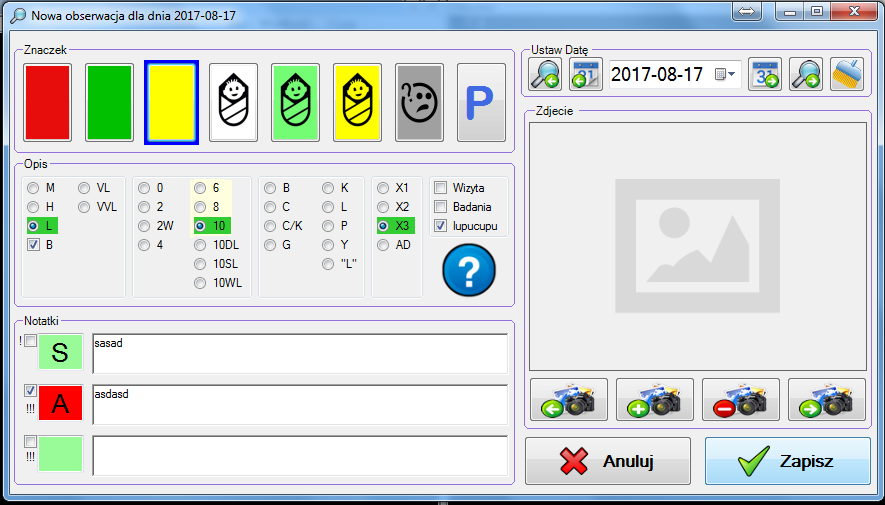 Nowa obserwacja dla dnia 2017-08-17
Znaczek
P
Opis
M VL
H VVL
L
B
0 6
2 8
2W 10
4 10DL
10SL
10WL
B K
C L
C/K P
G Y
"L"
X1
X2
X3
AD
Wizyta
Badania
lupucupu
?
Notatki
! S sasad
!!! A asdasd
!!!
Ustaw Datę
31 2017-08-17 31
Zdjecie
Anuluj Zapisz